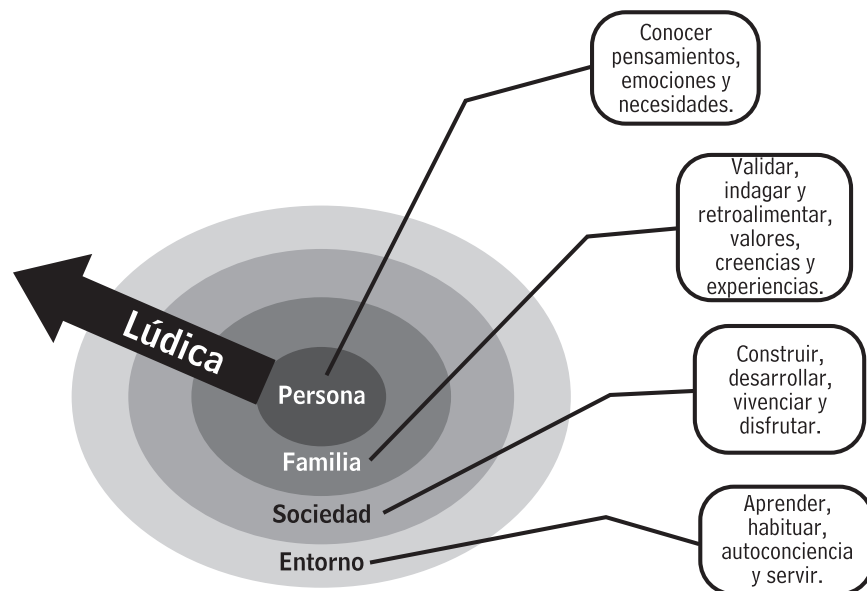 Conocer
pensamientos,
emociones y
necesidades.
Validar,
indagar y
retroalimentar,
valores,
creencias y
experiencias.
Lúdica
Construir,
desarrollar,
vivenciar y
disfrutar.
Persona
Familia
Sociedad
Entorno
Aprender,
habituar,
autoconciencia
y servir.